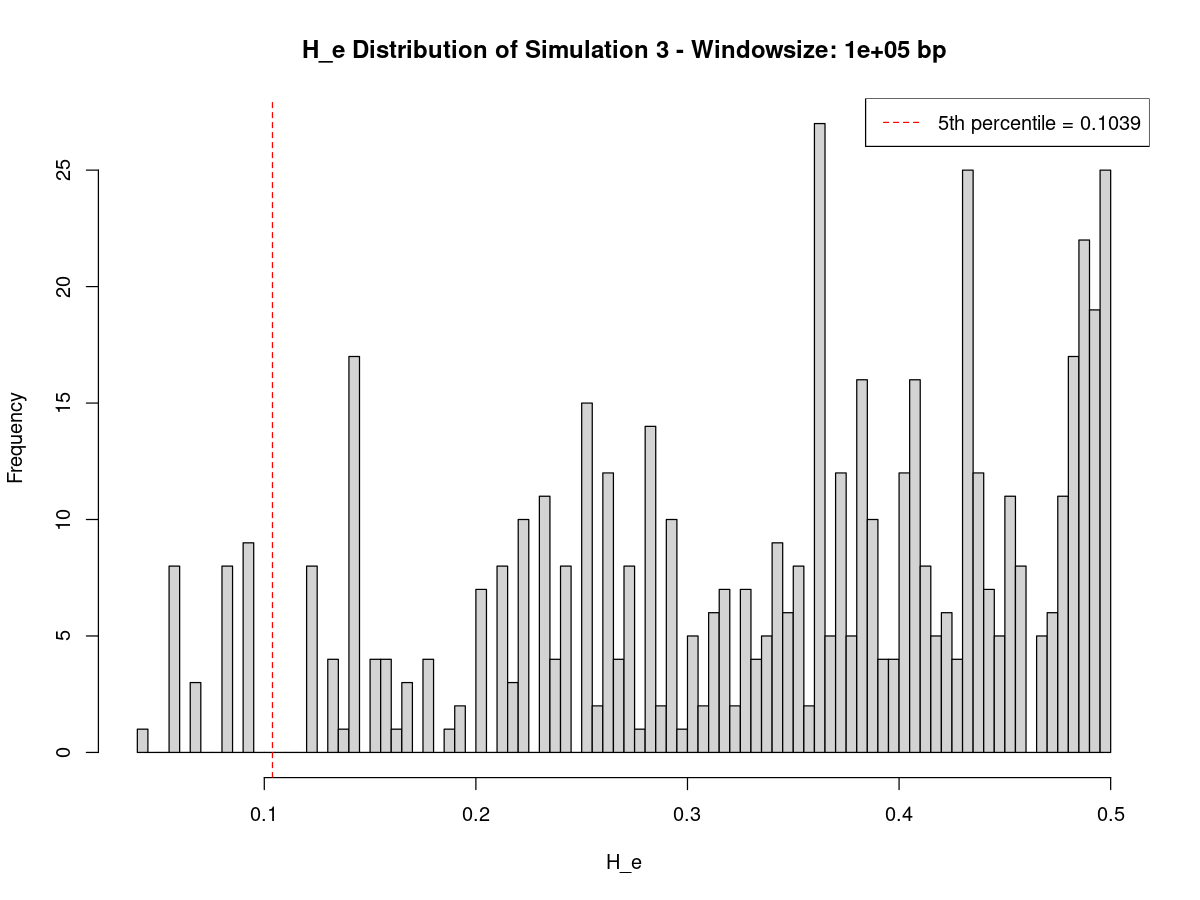 H_e Distribution of Simulation 3 - Windowsize: 1e+05 bp
5th percentile = 0.1039
Frequency
25
20
15
10
5
0
0.1 0.2 0.3 0.4 0.5
H_e